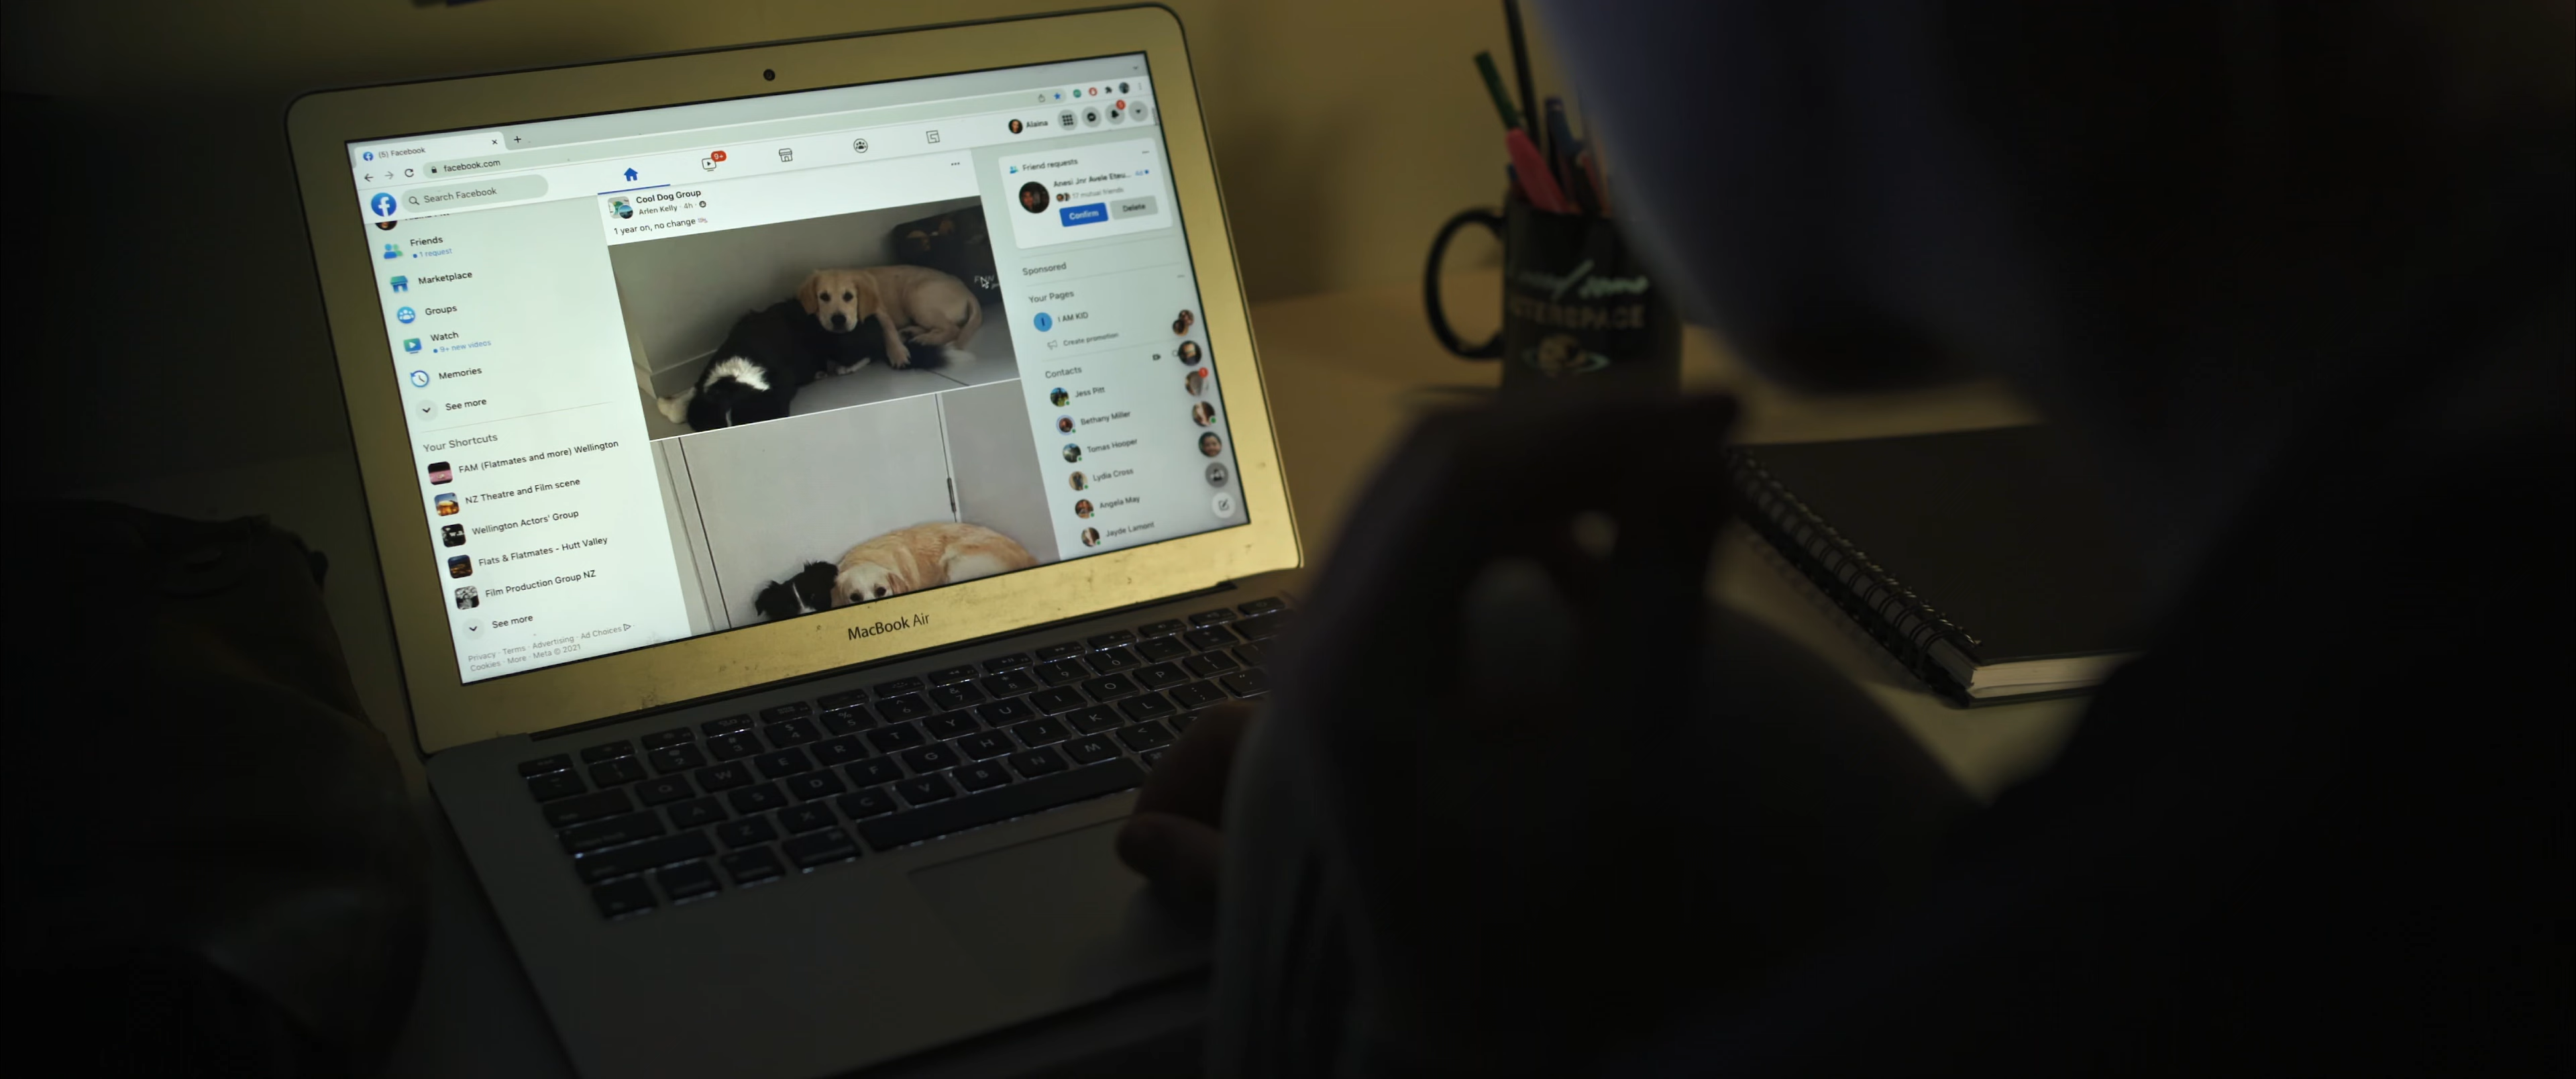 (5) Facebook
facebook.com
Search Facebook
9+
Alaina
Friends
1 request
Marketplace
Groups
Watch
9+ new videos
Memories
See more
Your Shortcuts
FAM (Flatmates and more) Wellington
NZ Theatre and Film scene
Wellington Actors' Group
Flats & Flatmates - Hutt Valley
Film Production Group NZ
See more
Privacy · Terms · Advertising · Ad Choices
Cookies · More · Meta © 2021
Cool Dog Group
Arlen Kelly · 4h
1 year on, no change
Friend requests
17 mutual friends
Confirm
Delete
Sponsored
Your Pages
I AM KID
Create promotion
Contacts
Jess Pitt
Bethany Miller
Tomas Hooper
Lydia Cross
Angela May
Jayde Lamont
MacBook Air
Q W E R T Y U I O P
A S D F G H J K L
Z X C V B N M